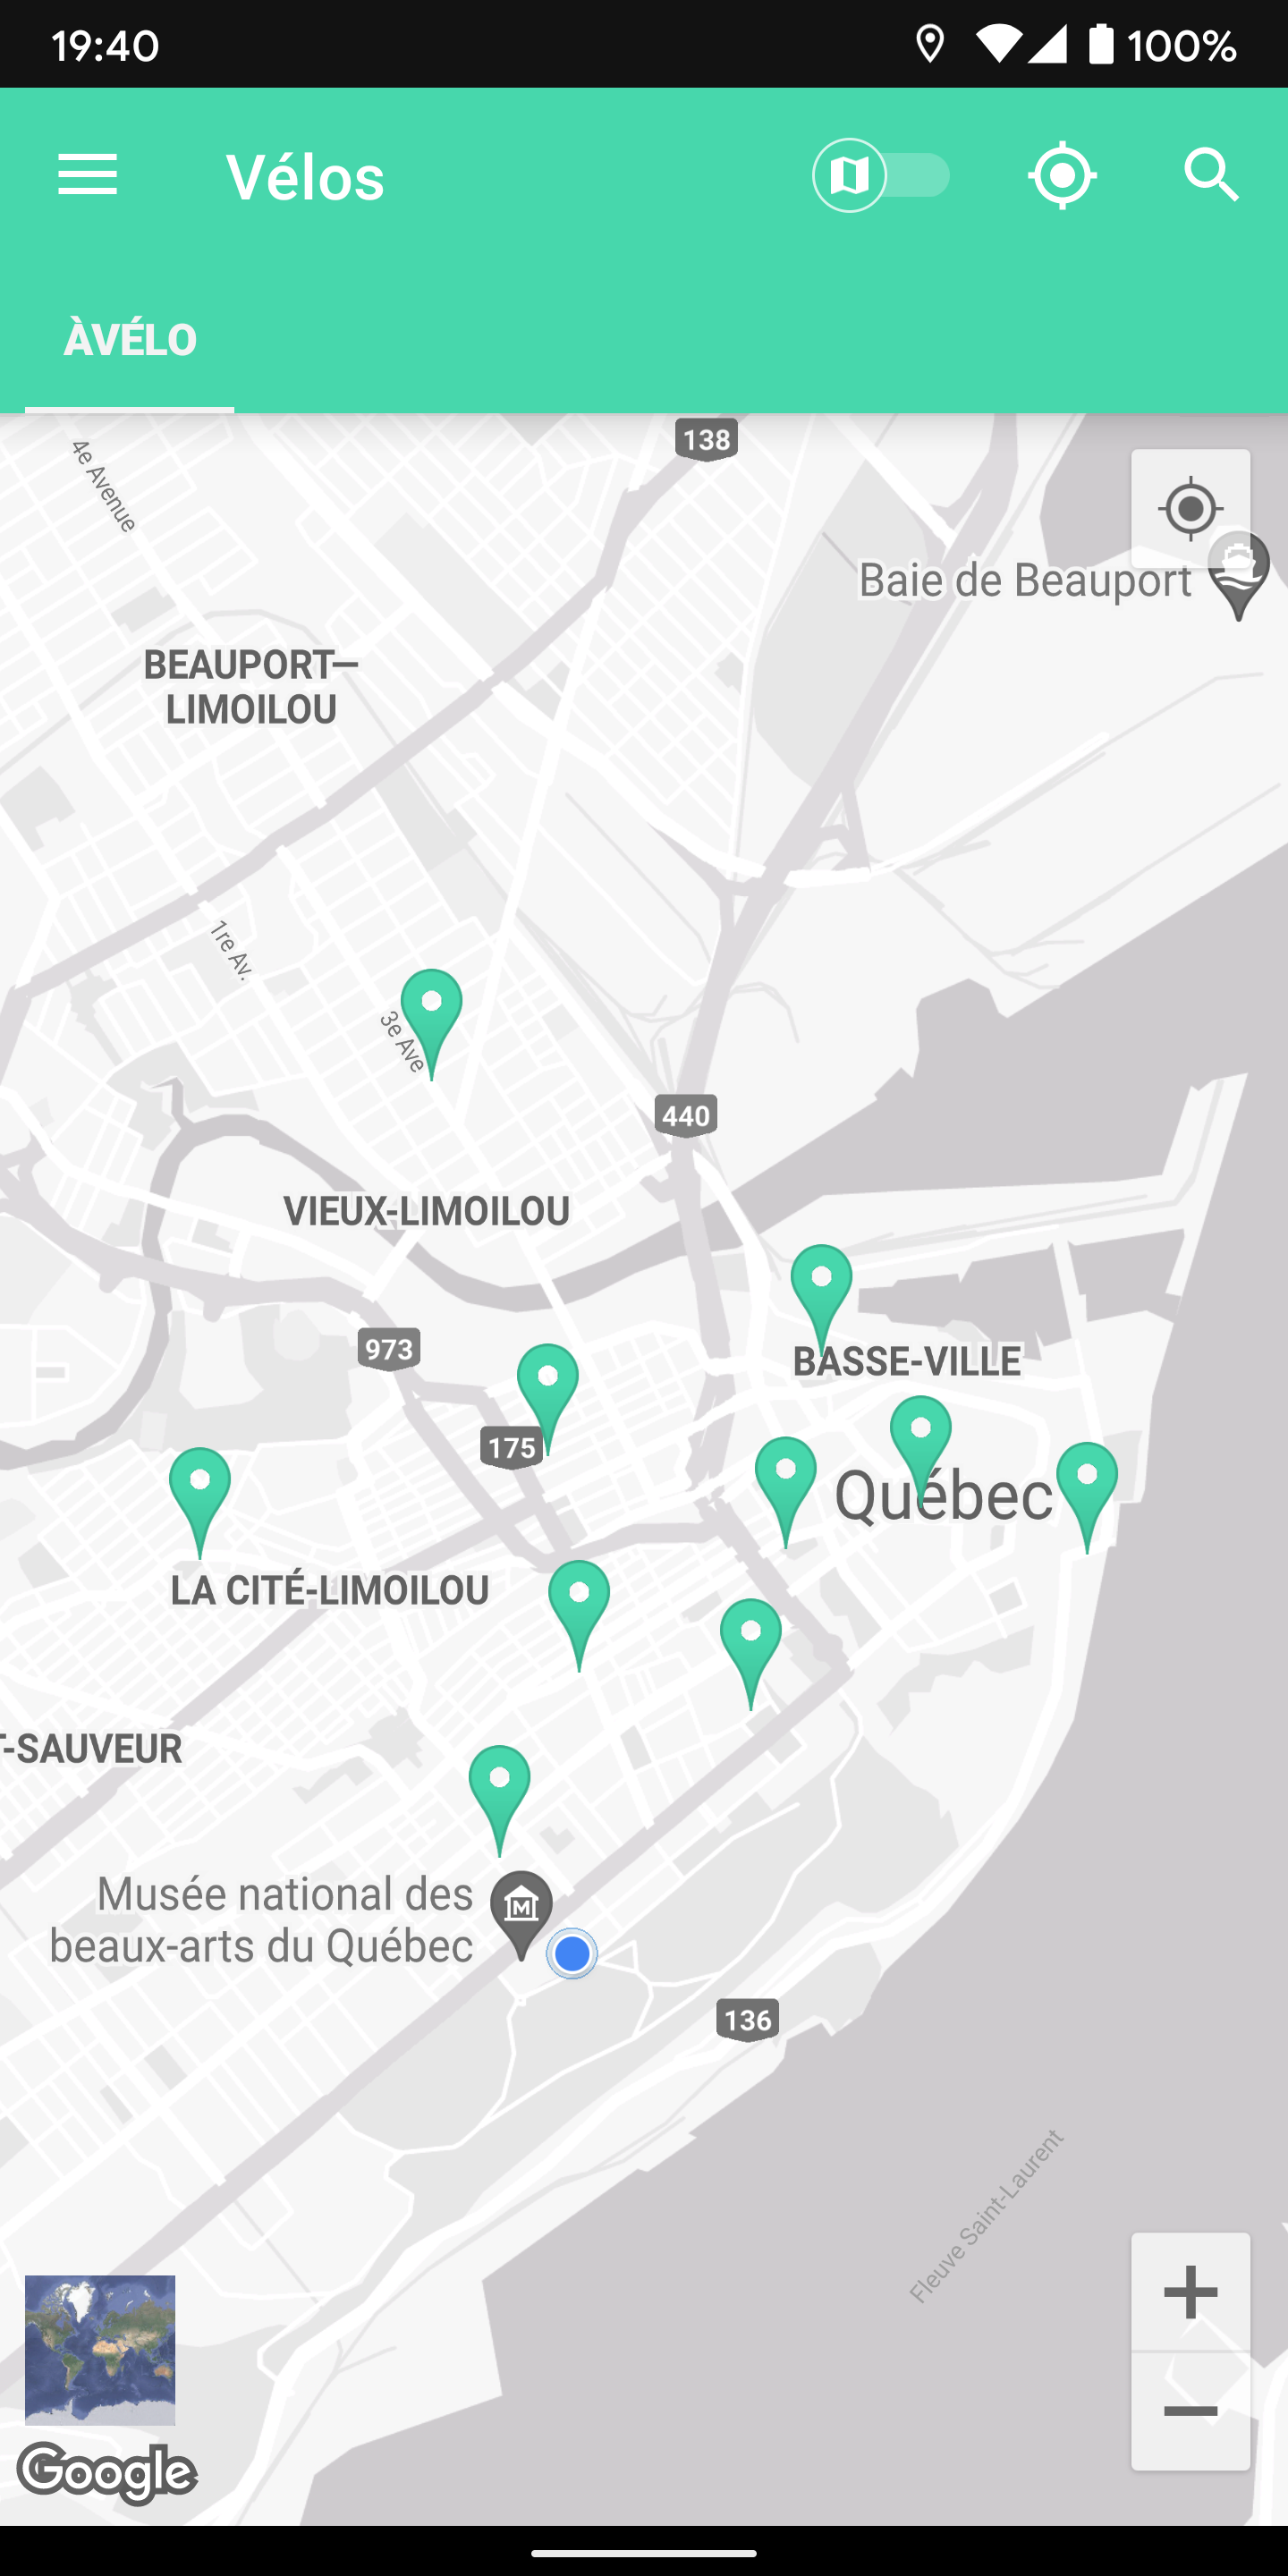 19:40
100%
Vélos
ÀVÉLO
138
4e Avenue
Baie de Beauport
BEAUPORT—
LIMOILOU
1re Av.
3e Ave
440
VIEUX-LIMOILOU
973
BASSE-VILLE
175
Québec
LA CITÉ-LIMOILOU
T-SAUVEUR
Musée national des
beaux-arts du Québec
M
136
Fleuve Saint-Laurent
Google